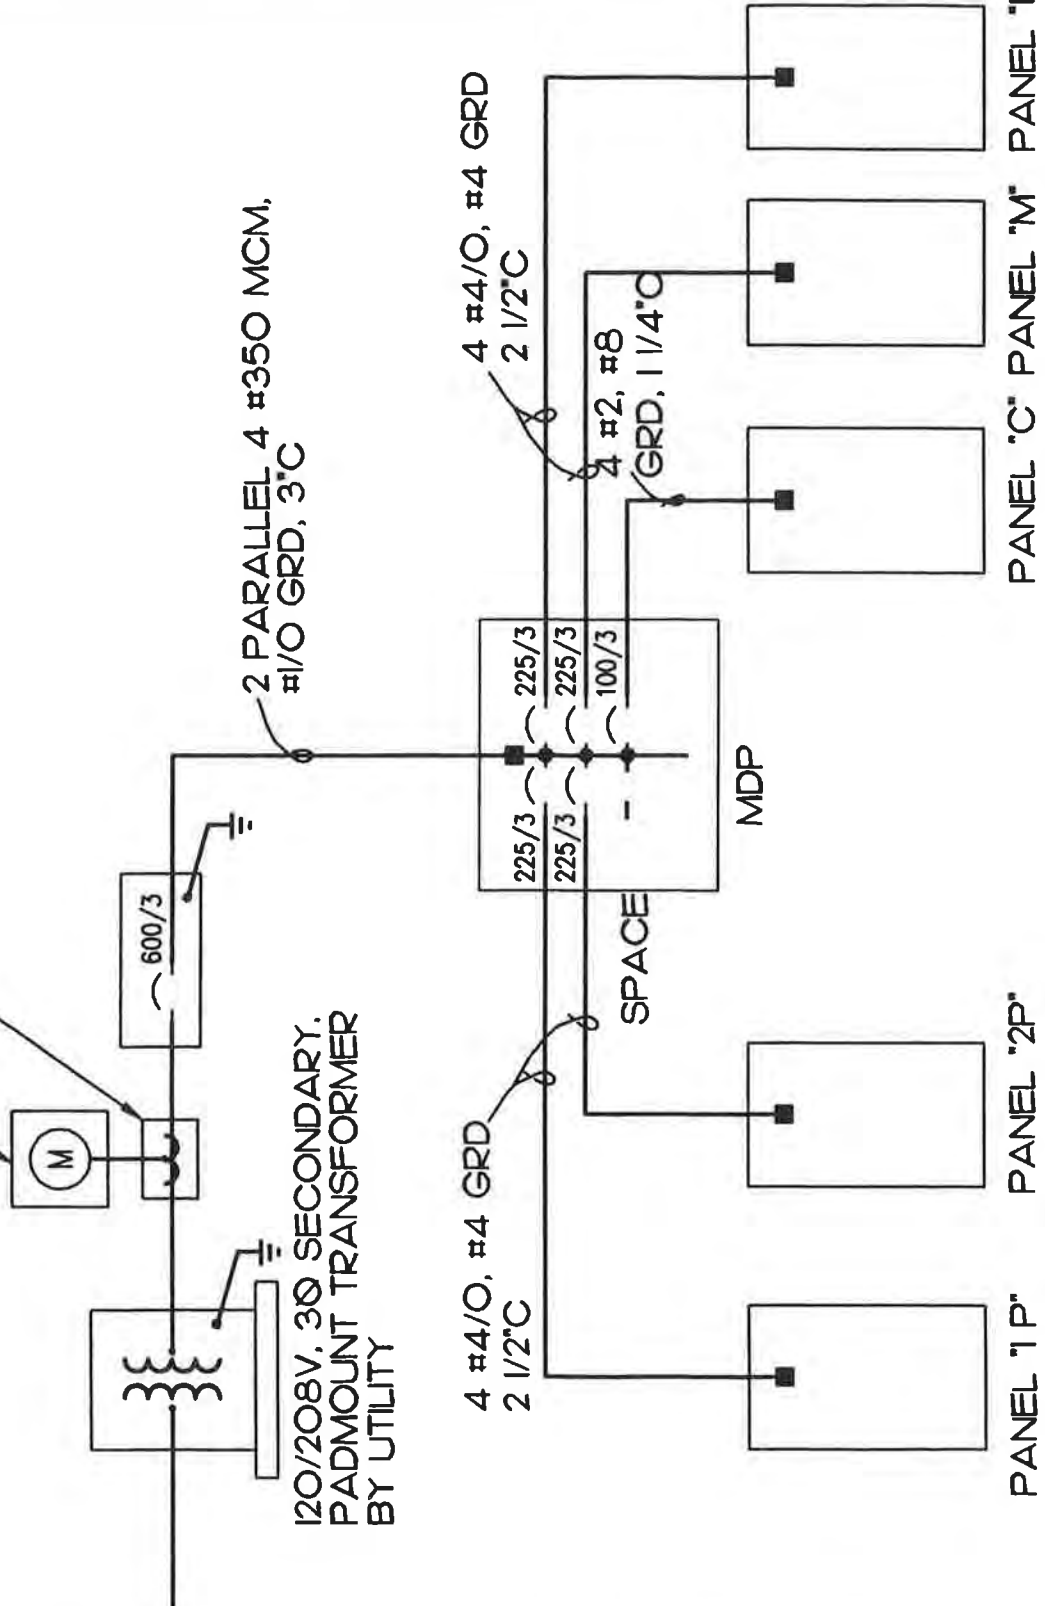 M
600/3
2 PARALLEL 4 #350 MCM,
#1/0 GRD, 3"C
120/208V, 3Ø SECONDARY.
PADMOUNT TRANSFORMER
BY UTILITY
4 #4/0, #4 GRD
2 1/2"C
4 #4/0, #4 GRD
2 1/2"C
4 #2, #8
GRD, 1 1/4"C
225/3
225/3
225/3
225/3
100/3
SPACE
MDP
PANEL "1 P"
PANEL "2P"
PANEL "C"
PANEL "M"
PANEL